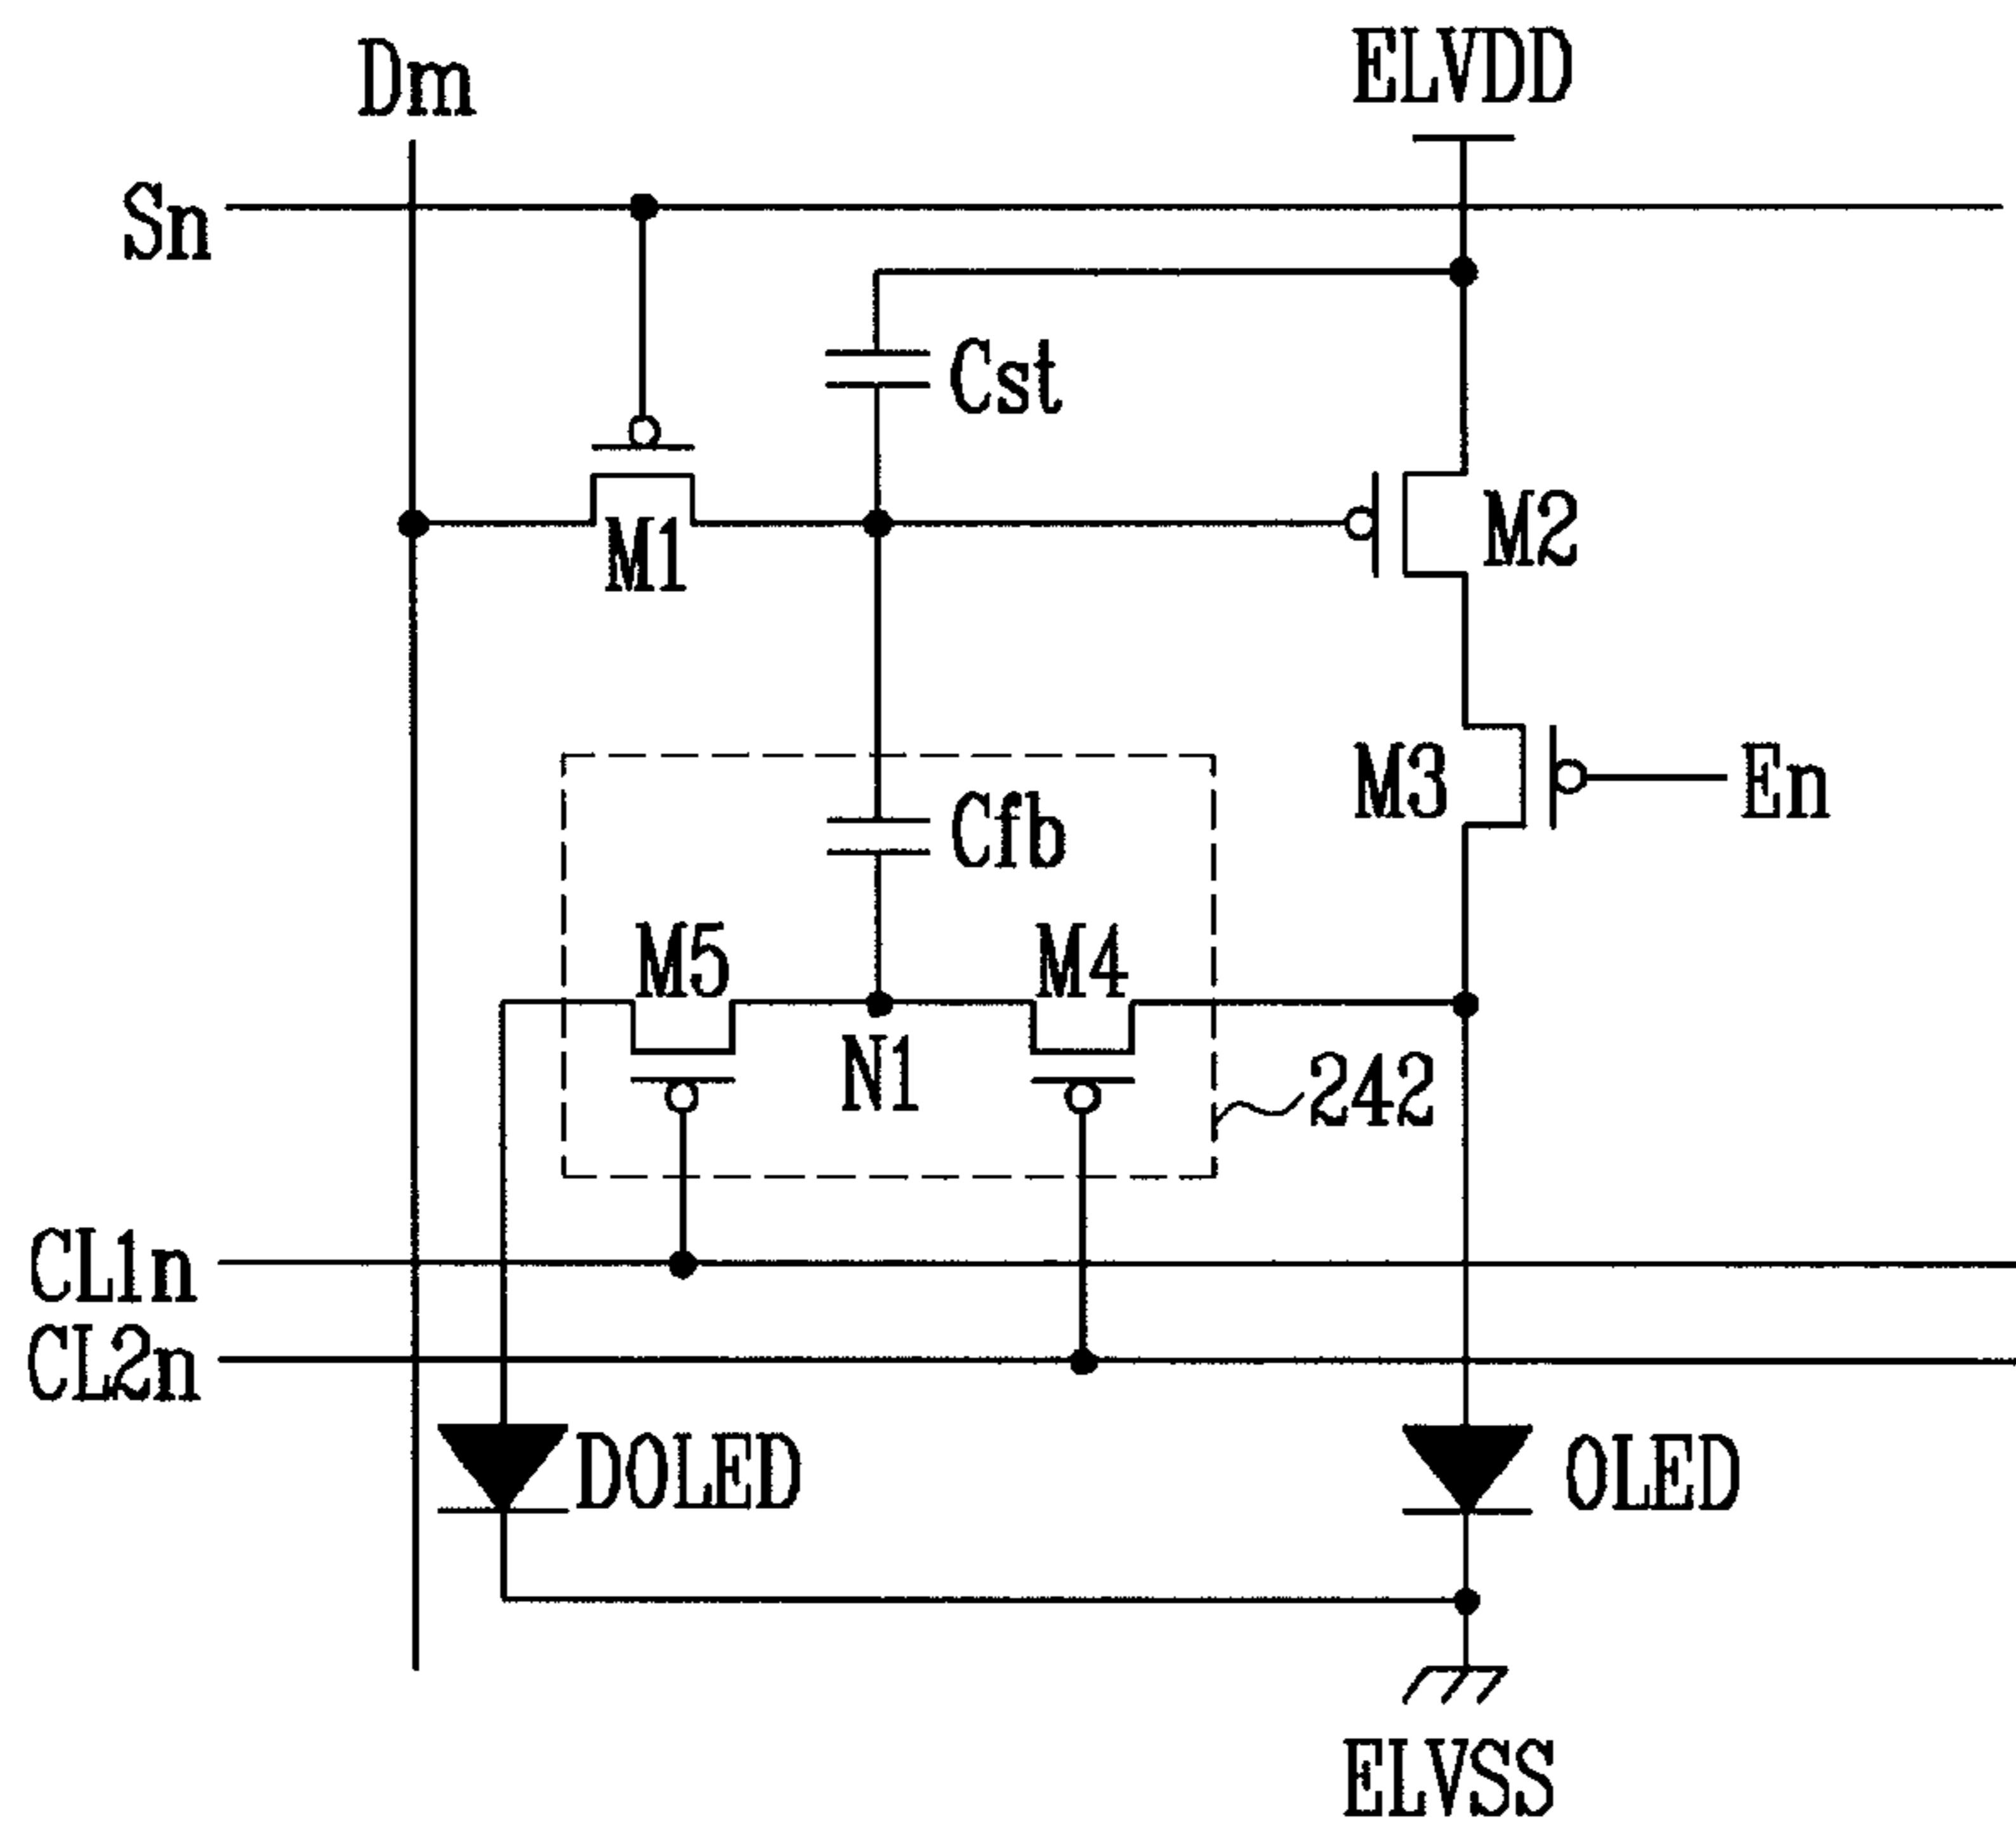 Dm
ELVDD
Sn
Cst
M1
M2
M3
En
Cfb
M5
M4
N1
242
CL1n
CL2n
DOLED
OLED
ELVSS